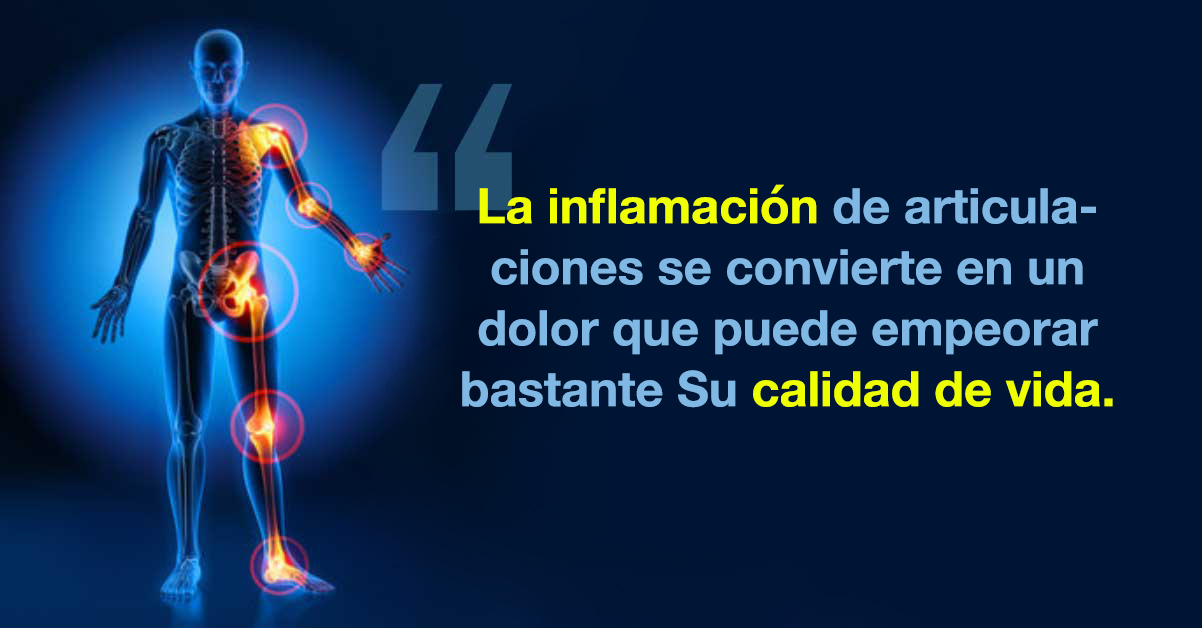 “
La inflamación de articula-
ciones se convierte en un
dolor que puede empeorar
bastante Su calidad de vida.